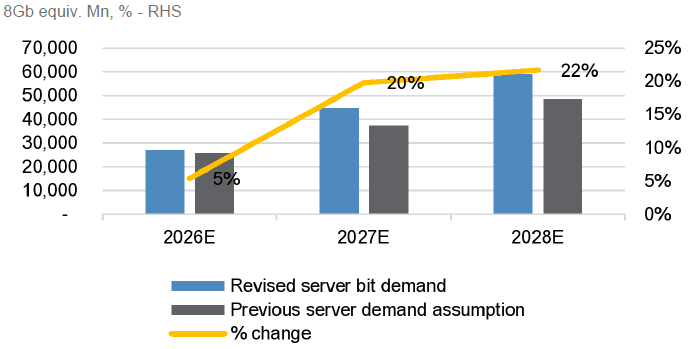 8Gb equiv. Mn, % - RHS
70,000
60,000
50,000
40,000
30,000
20,000
10,000
-
25%
20%
15%
10%
5%
0%
5%
20%
22%
2026E
2027E
2028E
Revised server bit demand
Previous server demand assumption
% change